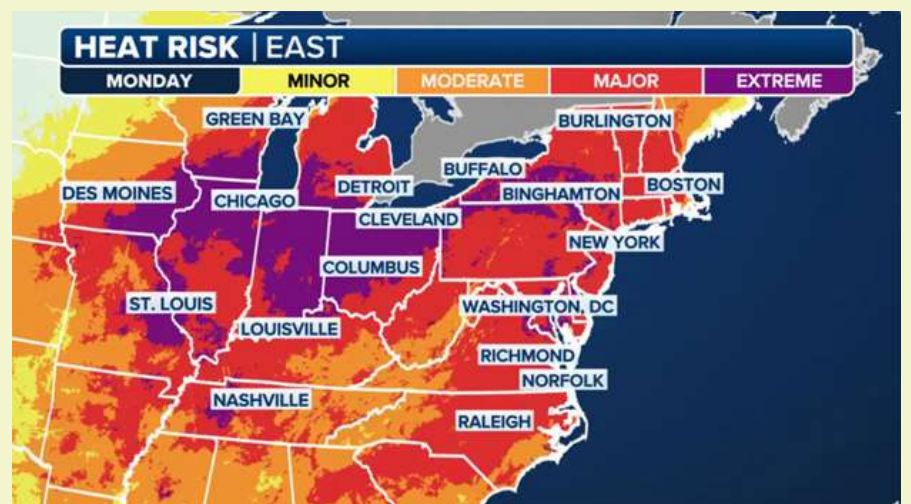 HEAT RISK | EAST
MONDAY MINOR MODERATE MAJOR EXTREME
GREEN BAY
BURLINGTON
BUFFALO
DES MOINES
CHICAGO
DETROIT
BINGHAMTON
BOSTON
CLEVELAND
NEW YORK
COLUMBUS
ST. LOUIS
WASHINGTON, DC
LOUISVILLE
RICHMOND
NORFOLK
NASHVILLE
RALEIGH